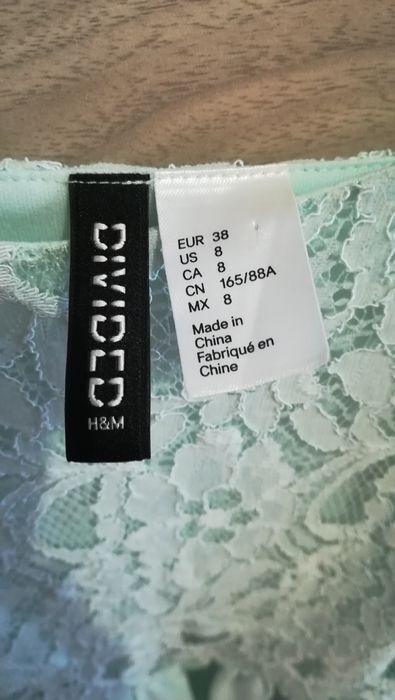 DIVIDED
H&M
EUR 38
US 8
CA 8
CN 165/88A
MX 8
Made in
China
Fabriqué en
Chine